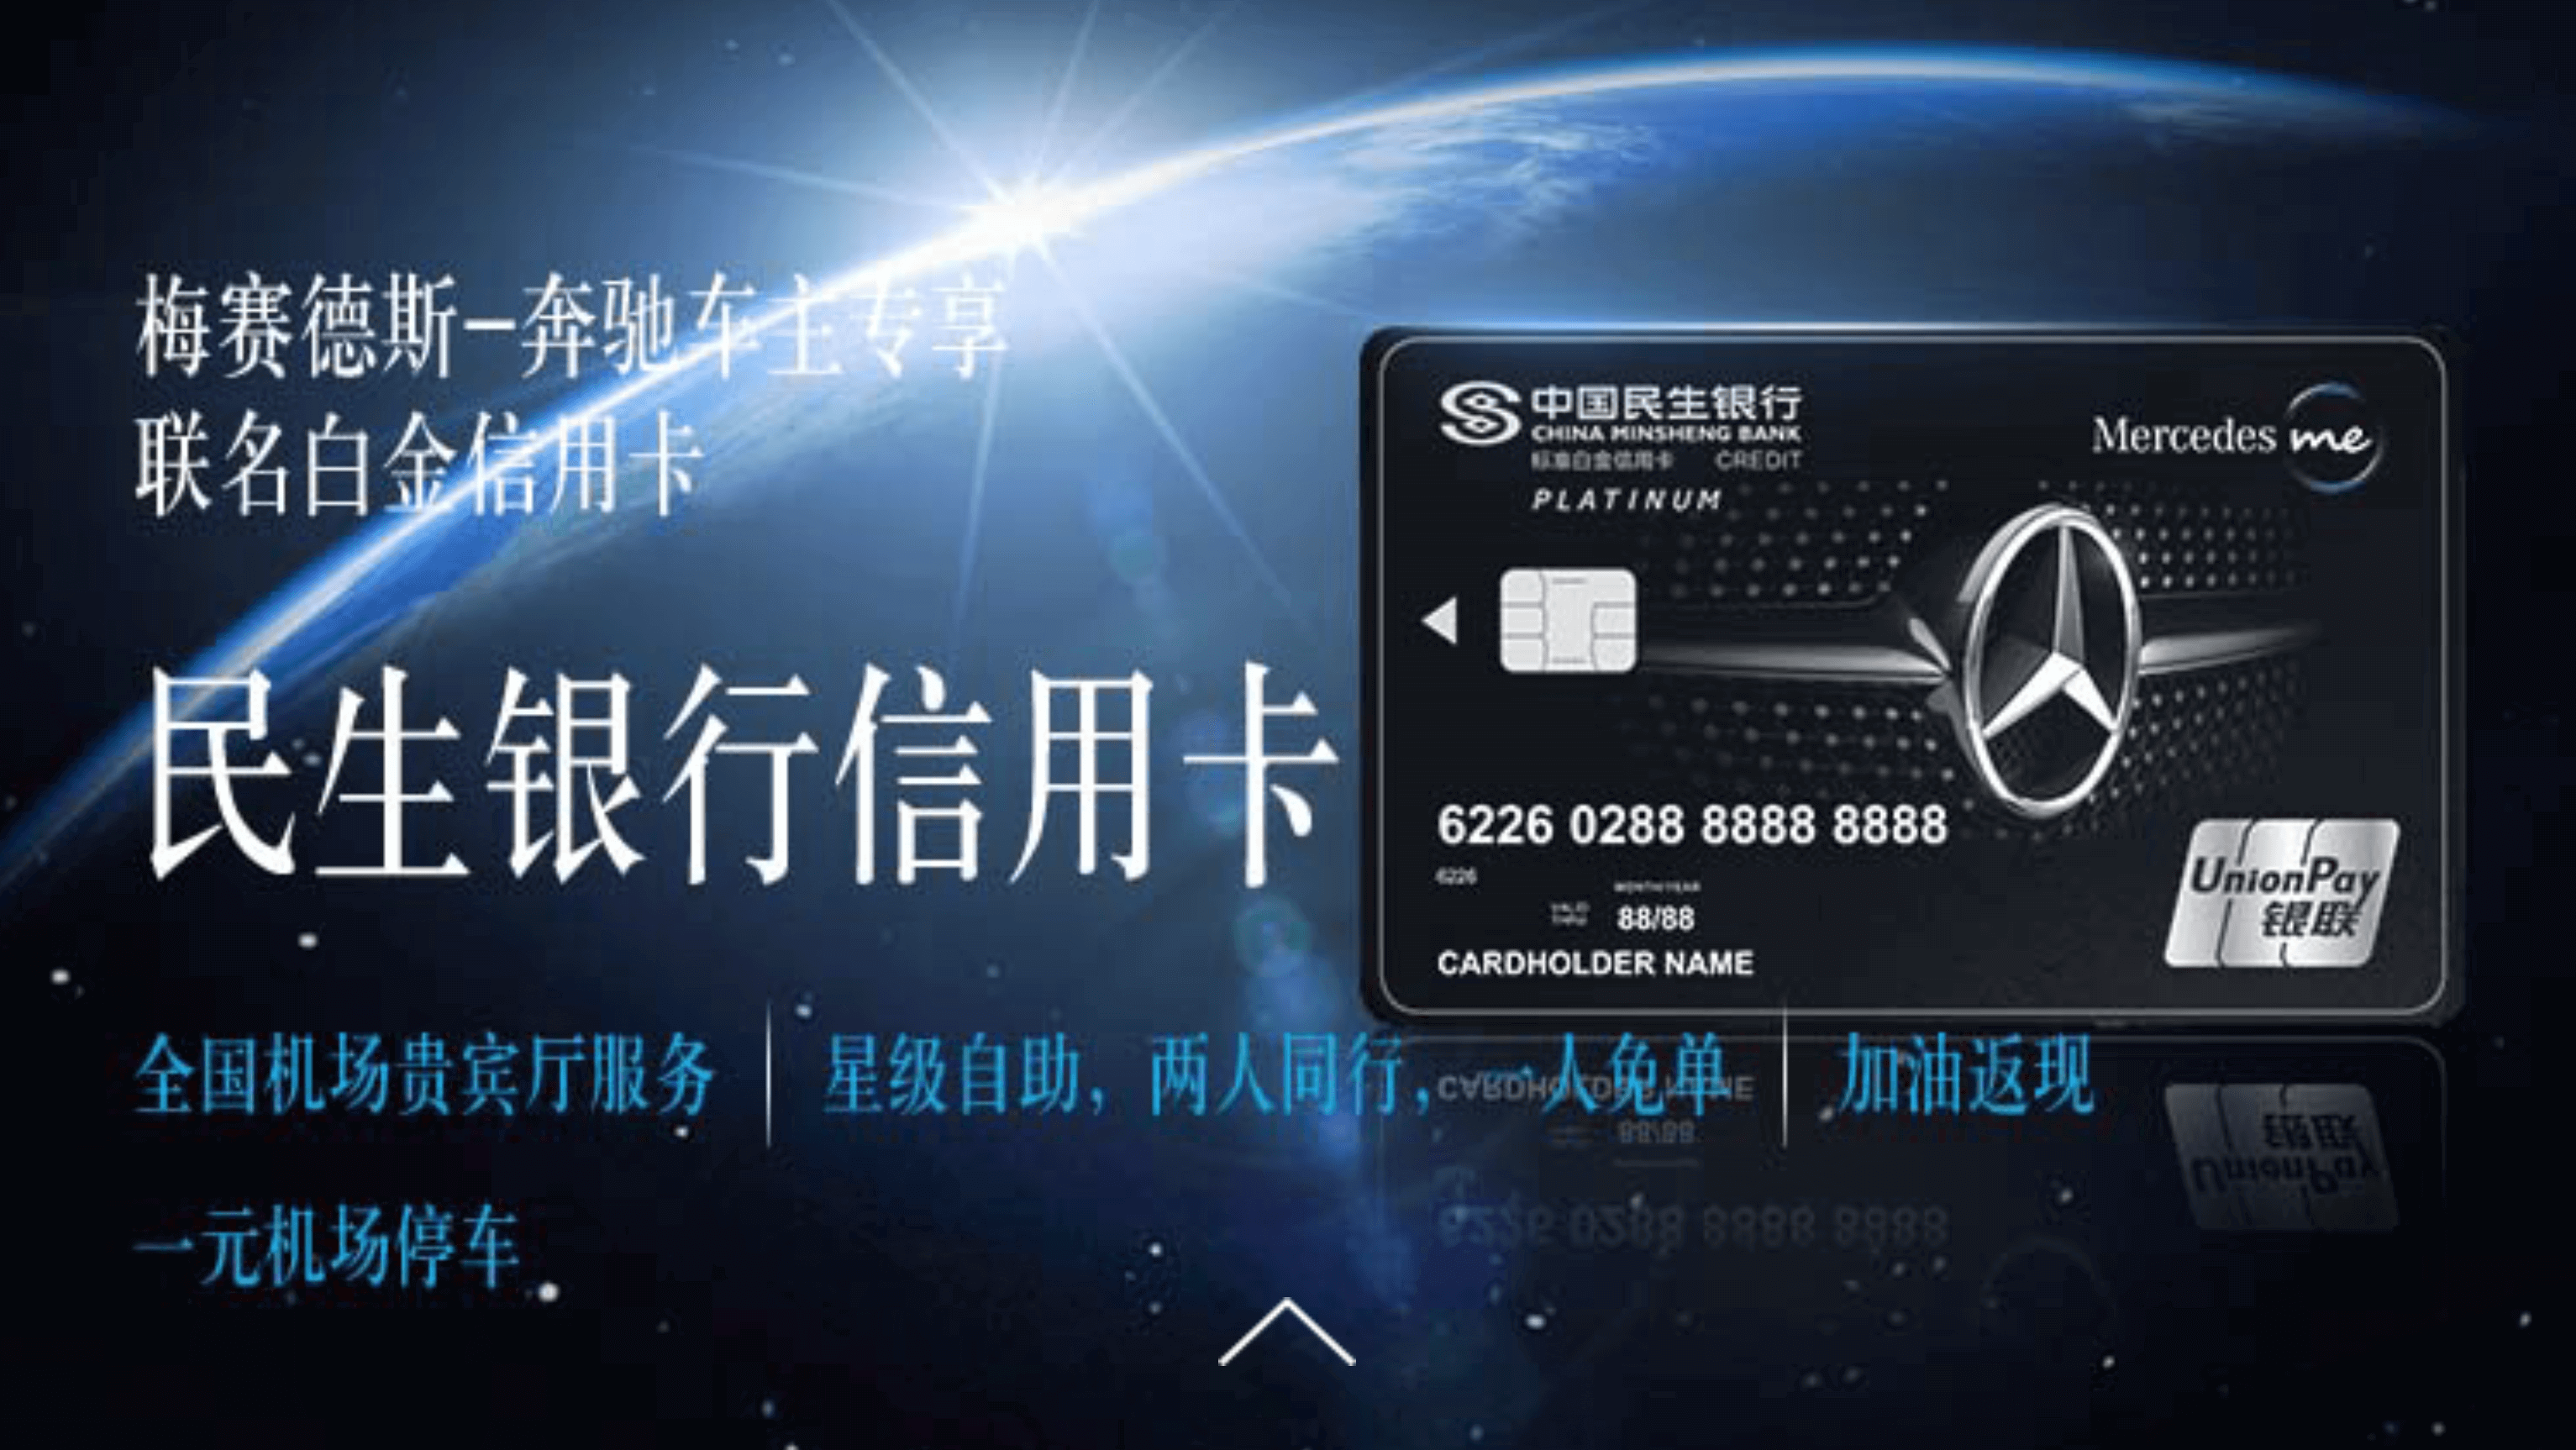 梅赛德斯-奔驰车主专享
联名白金信用卡
民生银行信用卡
中国民生银行
CHINA MINSHENG BANK
标准白金信用卡 CREDIT
PLATINUM
Mercedes me
6226 0288 8888 8888
6226
MONTH/YEAR
VALID THRU 88/88
CARDHOLDER NAME
UnionPay
银联
全国机场贵宾厅服务 | 星级自助，两人同行，一人免单 | 加油返现
一元机场停车